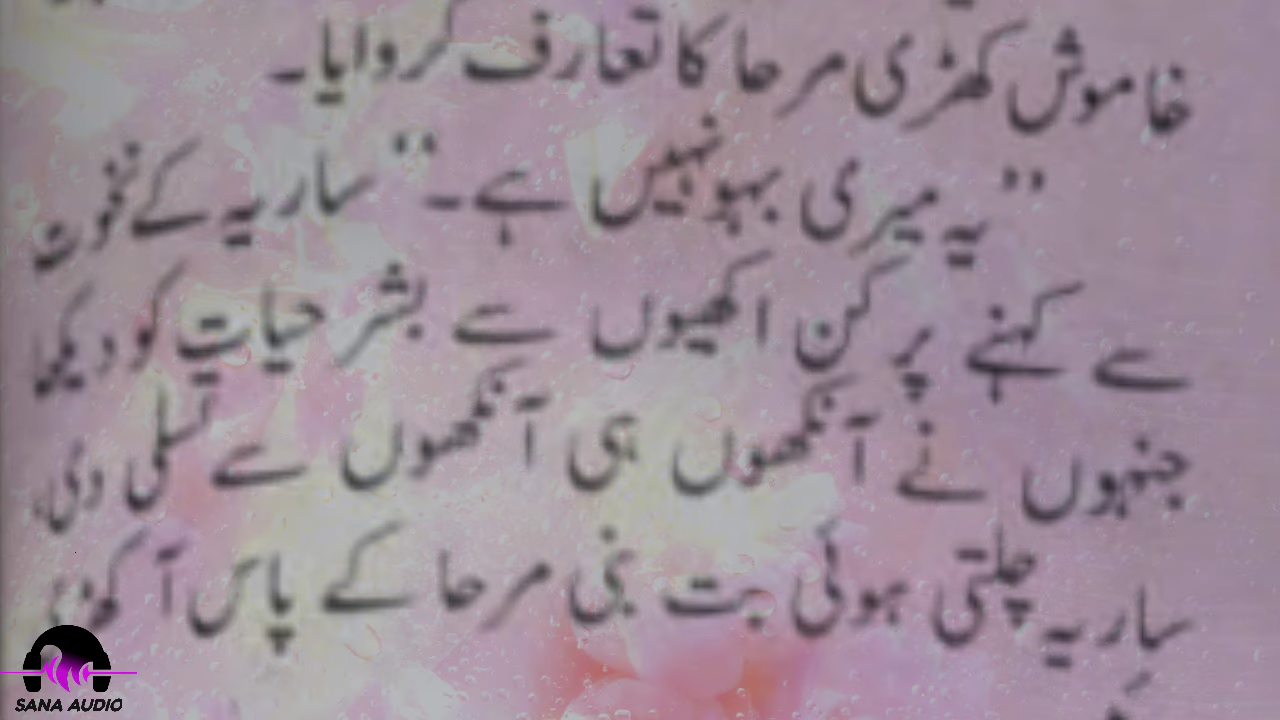 خاموش کھڑی مرحا کا تعارف کروایا۔
”یہ میری بہو نہیں ہے۔“ ساریہ کے نخوت
سے کہنے پر کن اکھیوں سے بشر حیات کو دیکھا
جنہوں نے آنکھوں ہی آنکھوں سے تسلی دی،
ساریہ چلتی ہوئی بت بنی مرحا کے پاس آ کھڑی
SANA AUDIO